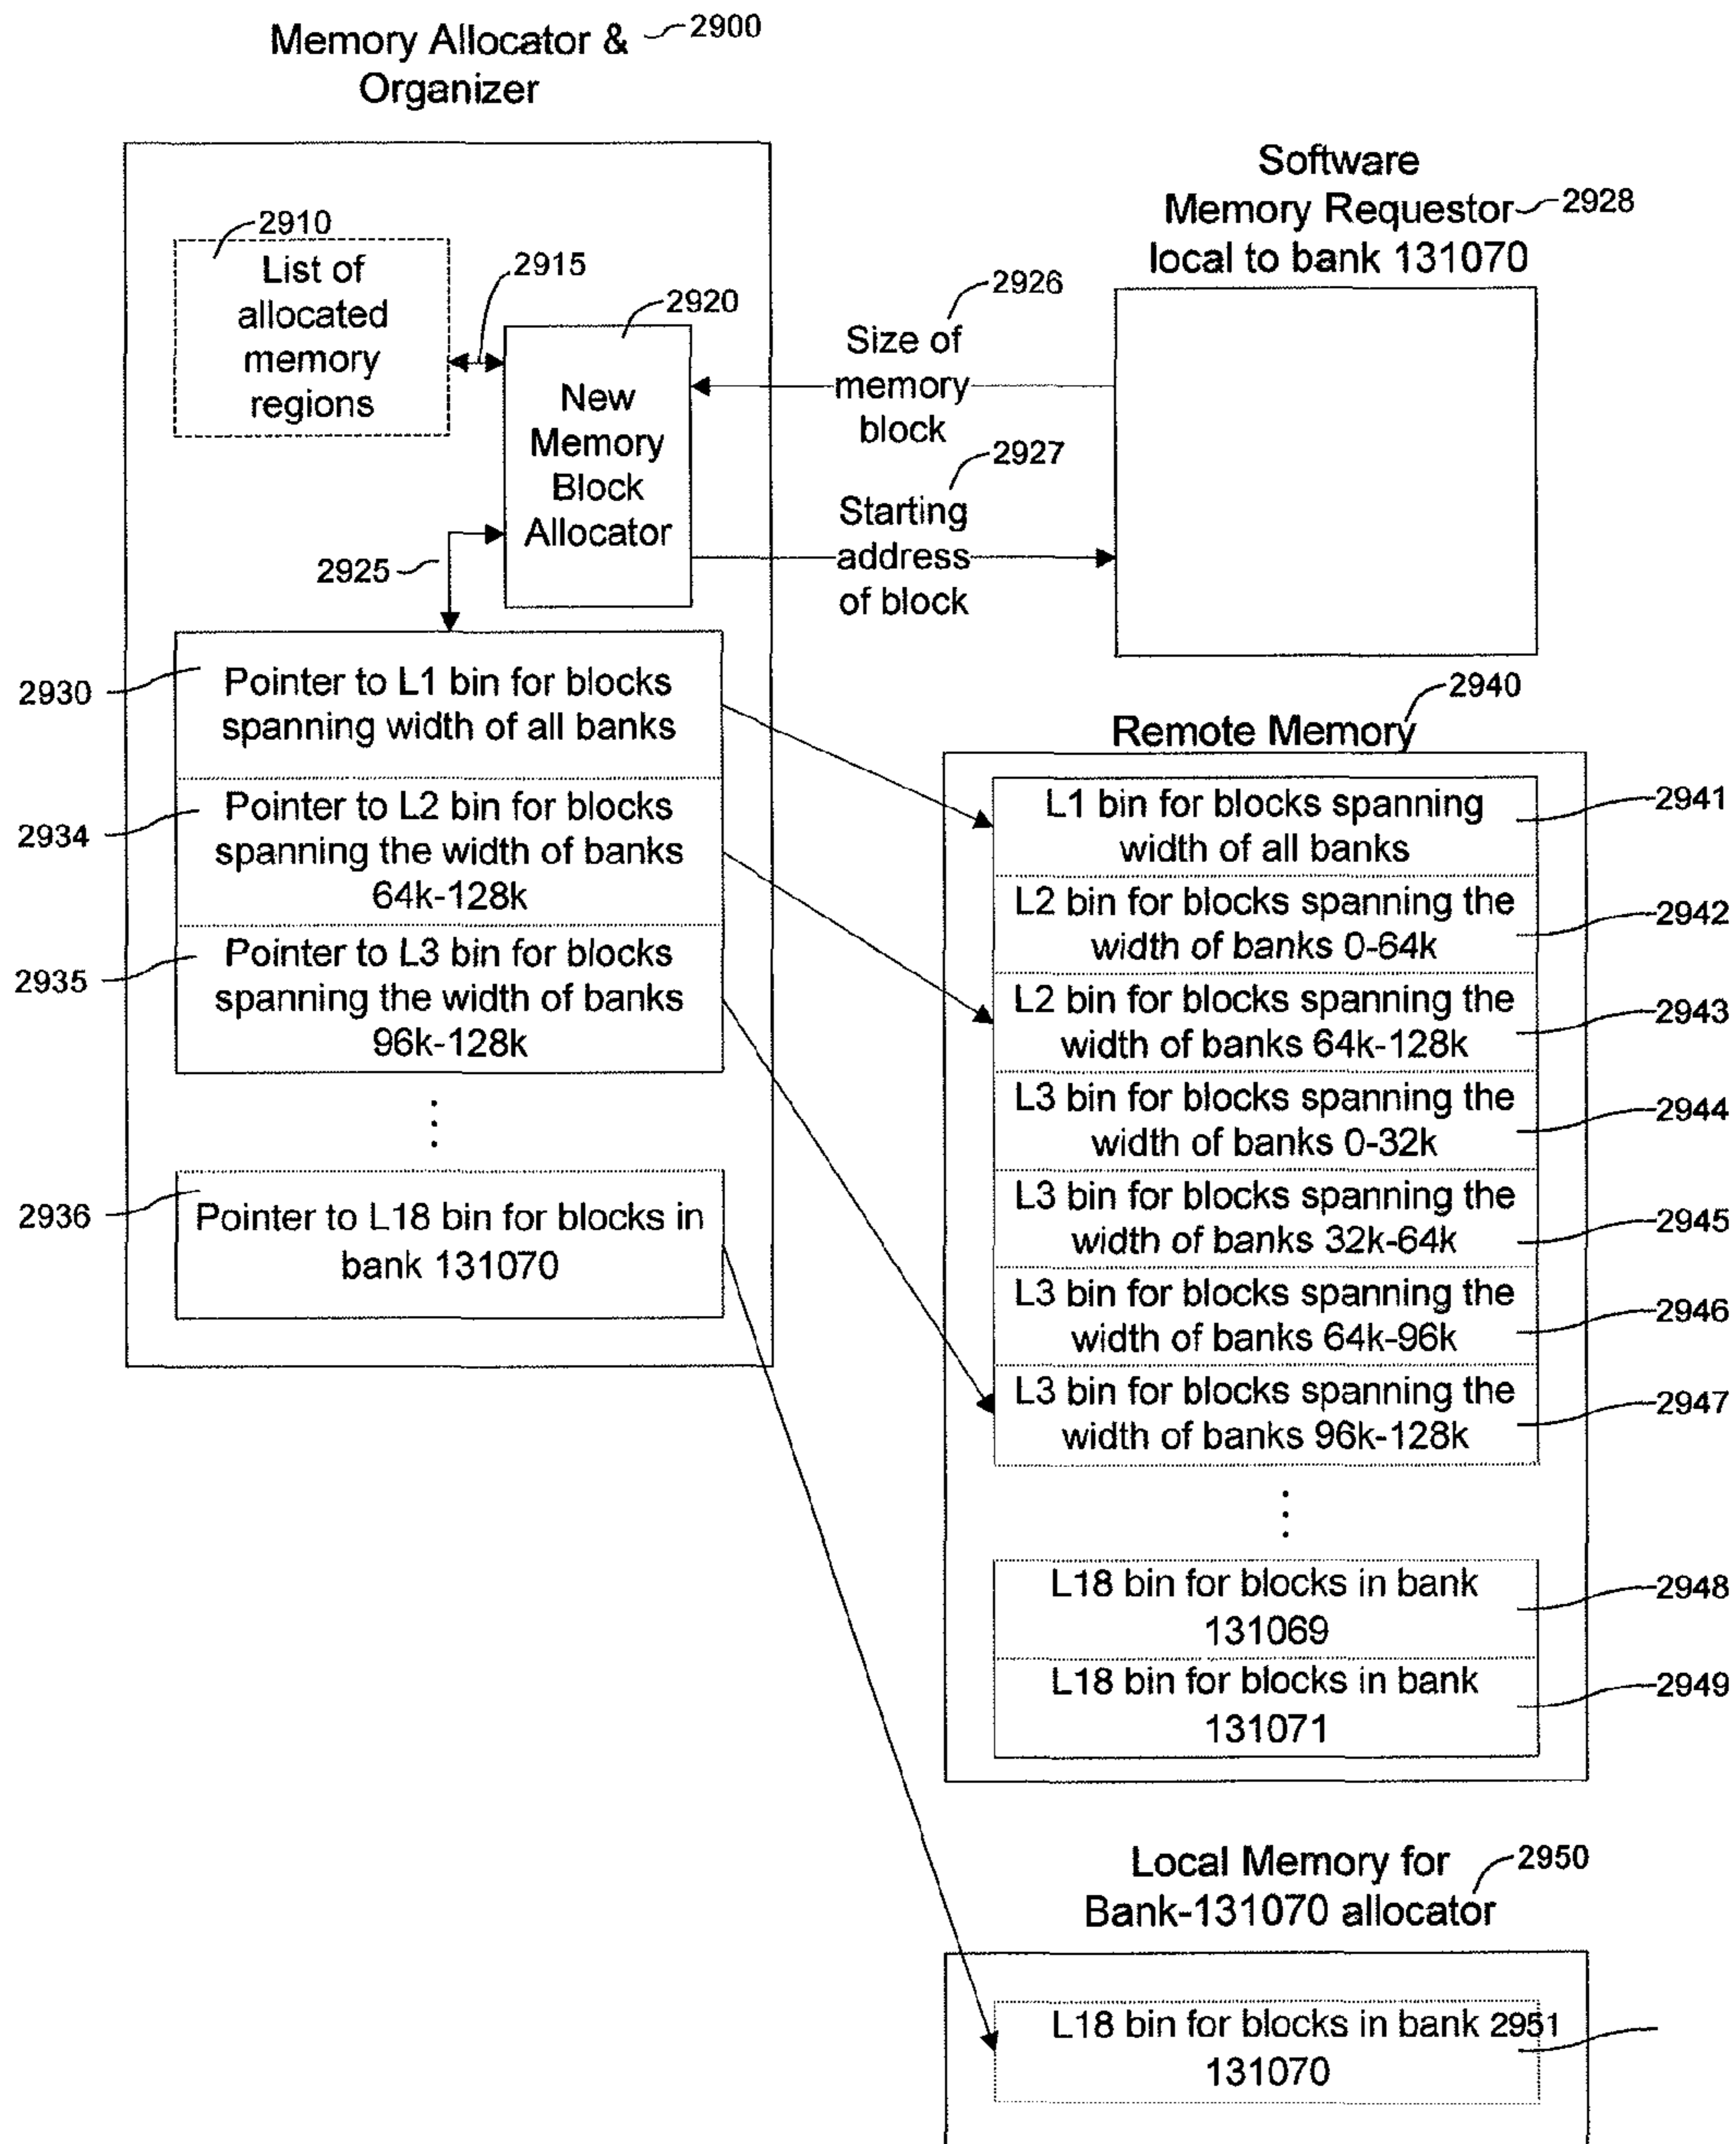 Memory Allocator & 2900
Organizer
Software
Memory Requestor 2928
local to bank 131070
2910
List of
allocated
memory
regions
2915
2920
New
Memory
Block
Allocator
2926
Size of
memory
block
2927
Starting
address
of block
2925
2930
Pointer to L1 bin for blocks
spanning width of all banks
2934
Pointer to L2 bin for blocks
spanning the width of banks
64k-128k
2935
Pointer to L3 bin for blocks
spanning the width of banks
96k-128k
2936
Pointer to L18 bin for blocks in
bank 131070
2940
Remote Memory
L1 bin for blocks spanning
width of all banks
2941
L2 bin for blocks spanning the
width of banks 0-64k
2942
L2 bin for blocks spanning the
width of banks 64k-128k
2943
L3 bin for blocks spanning the
width of banks 0-32k
2944
L3 bin for blocks spanning the
width of banks 32k-64k
2945
L3 bin for blocks spanning the
width of banks 64k-96k
2946
L3 bin for blocks spanning the
width of banks 96k-128k
2947
L18 bin for blocks in bank
131069
2948
L18 bin for blocks in bank
131071
2949
Local Memory for 2950
Bank-131070 allocator
L18 bin for blocks in bank 2951
131070